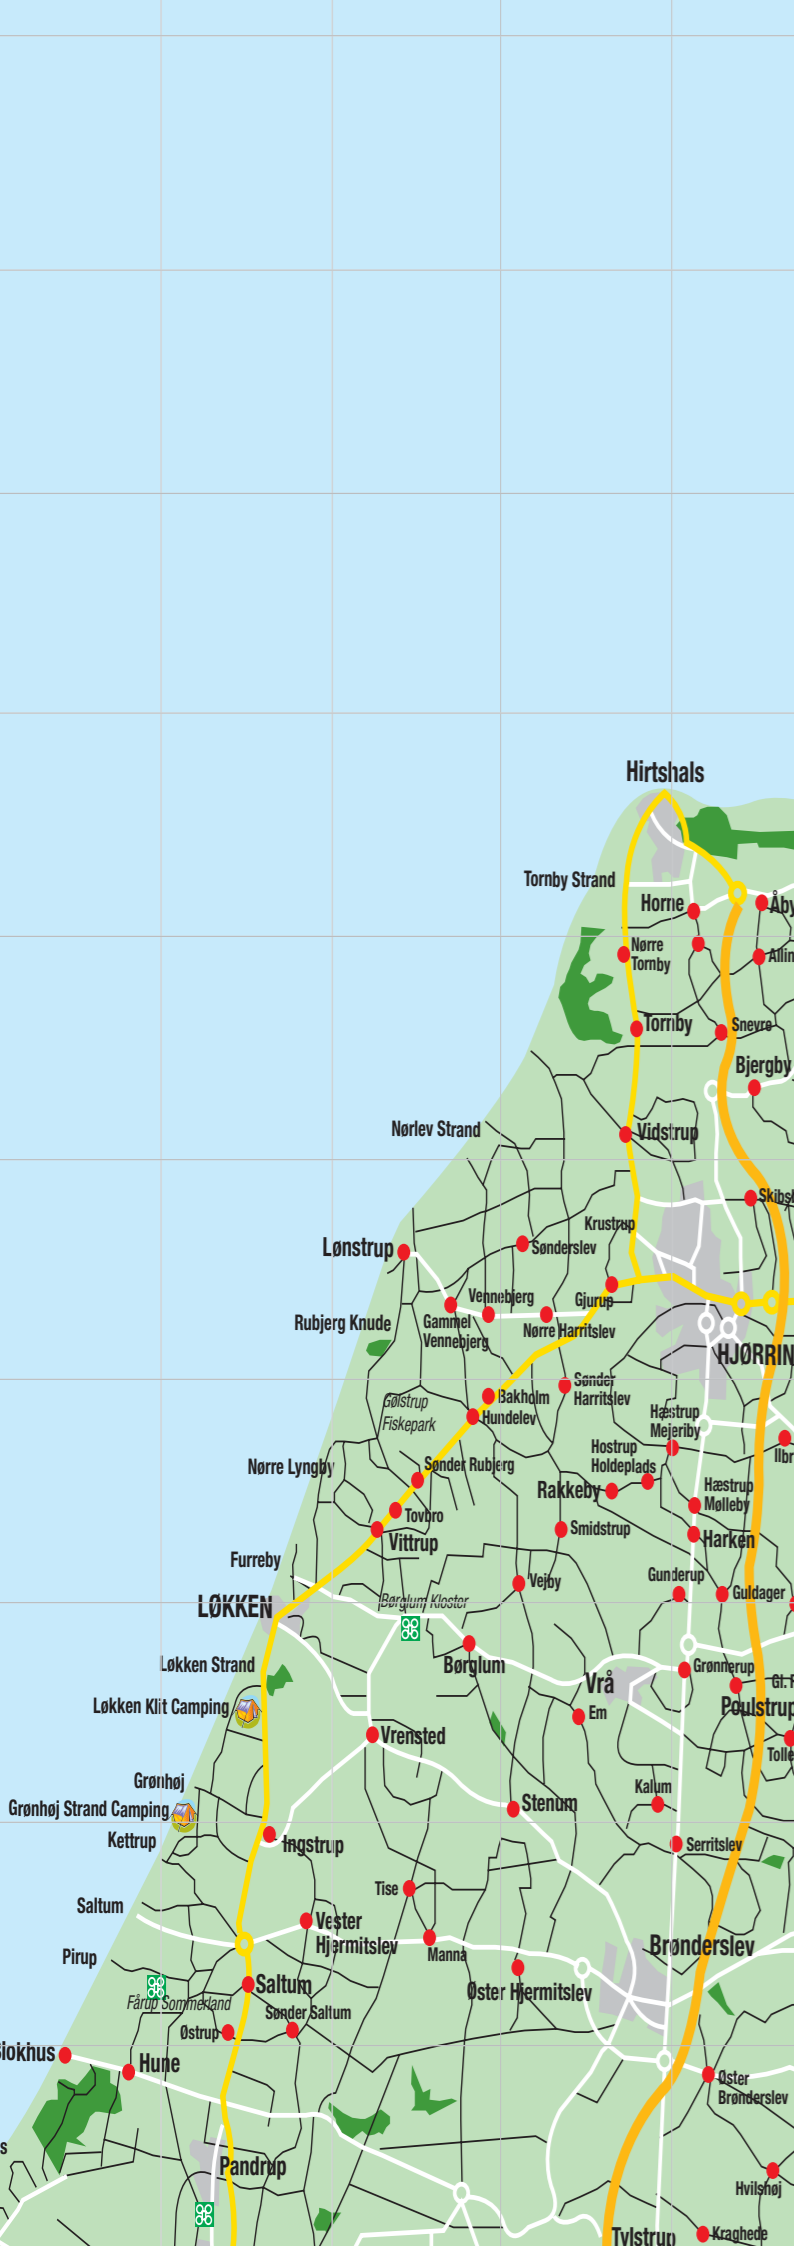 Hirtshals
Tornby Strand
Horne
Åby
Nørre
Tornby
Allin
Tornby
Snevre
Bjergby
Nørlev Strand
Vidstrup
Skibsl
Krustrup
Lønstrup
Sønderslev
Vennebjerg
Gjurup
Gammel
Vennebjerg
Rubjerg Knude
Nørre Harritslev
HJØRRIN
Sønder
Harritslev
Bakholm
Gølstrup
Fiskepark
Hundelev
Hæstrup
Mejeriby
Hostrup
Holdeplads
Ilbr
Sønder Rubjerg
Nørre Lyngby
Rakkeby
Hæstrup
Mølleby
Tovbro
Smidstrup
Vittrup
Harken
Furreby
Gunderup
Vejby
Guldager
Børglum Kloster
LØKKEN
Løkken Strand
Børglum
Grønnerup
Vrå
Gl. R
Løkken Klit Camping
Poulstrup
Em
Vrensted
Tolle
Grønhøj
Kalum
Grønhøj Strand Camping
Stenum
Kettrup
Ingstrup
Serritslev
Tise
Saltum
Vester
Hjermitslev
Brønderslev
Manna
Pirup
Saltum
Øster Hjermitslev
Fårup Sommerland
Sønder Saltum
Østrup
lokhus
Hune
Øster
Brønderslev
s
Pandrup
Hvilshøj
Tylstrup
Kraghede